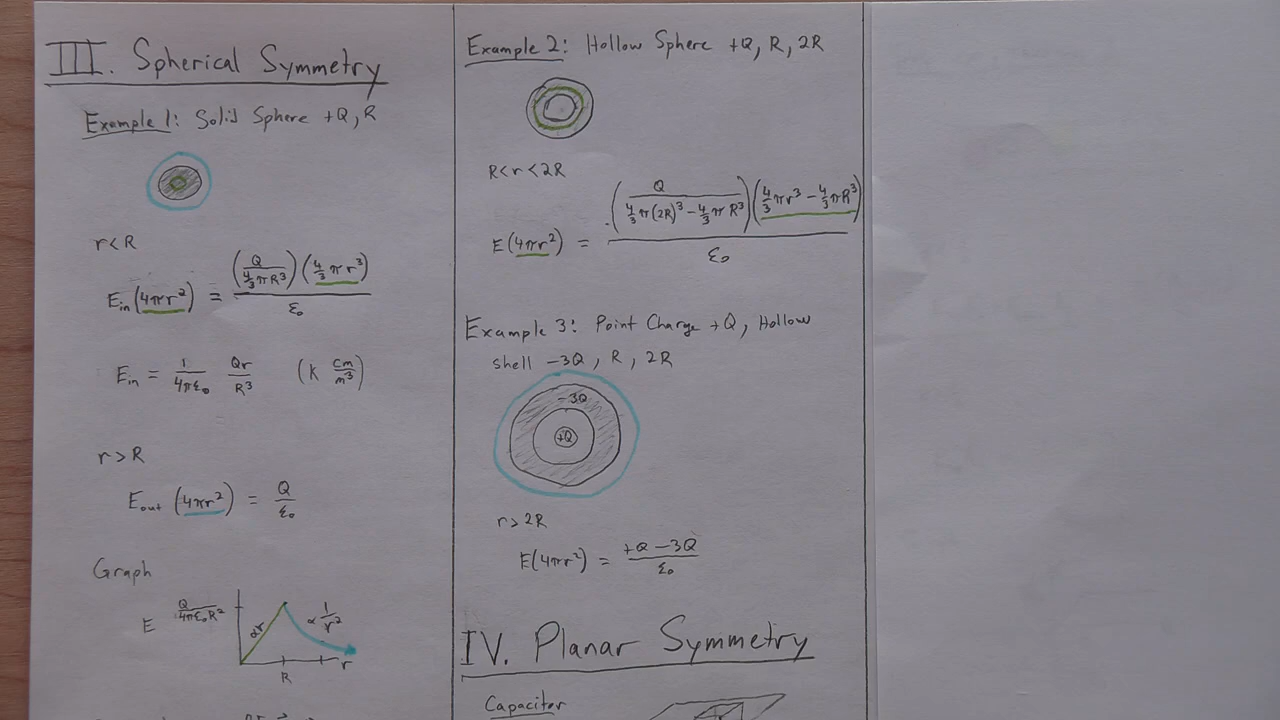 III. Spherical Symmetry
Example 1: Solid Sphere +Q, R
r<R
E_in (4πr²) = (Q / (4/3 πR³)) (4/3 πr³) / ε₀
E_in = 1/(4πε₀) Qr/R³ (k Cm/m³)
r>R
E_out (4πr²) = Q/ε₀
Graph
E Q/(4πε₀R²) αr α 1/r² r
R
Example 2: Hollow Sphere +Q, R, 2R
R<r<2R
E(4πr²) = (Q / (4/3 π(2R)³ − 4/3 πR³)) (4/3 πr³ − 4/3 πR³) / ε₀
Example 3: Point Charge +Q, Hollow
shell −3Q, R, 2R
−3Q
+Q
r>2R
E(4πr²) = (+Q −3Q)/ε₀
IV. Planar Symmetry
Capacitor